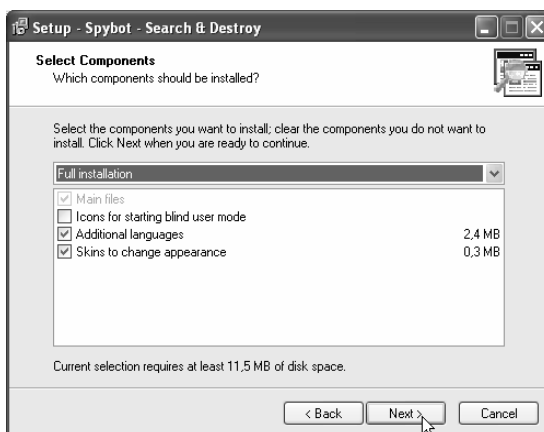 Setup - Spybot - Search & Destroy
Select Components
Which components should be installed?
Select the components you want to install; clear the components you do not want to
install. Click Next when you are ready to continue.
Full installation
Main files
Icons for starting blind user mode
Additional languages 2,4 MB
Skins to change appearance 0,3 MB
Current selection requires at least 11,5 MB of disk space.
< Back Next > Cancel